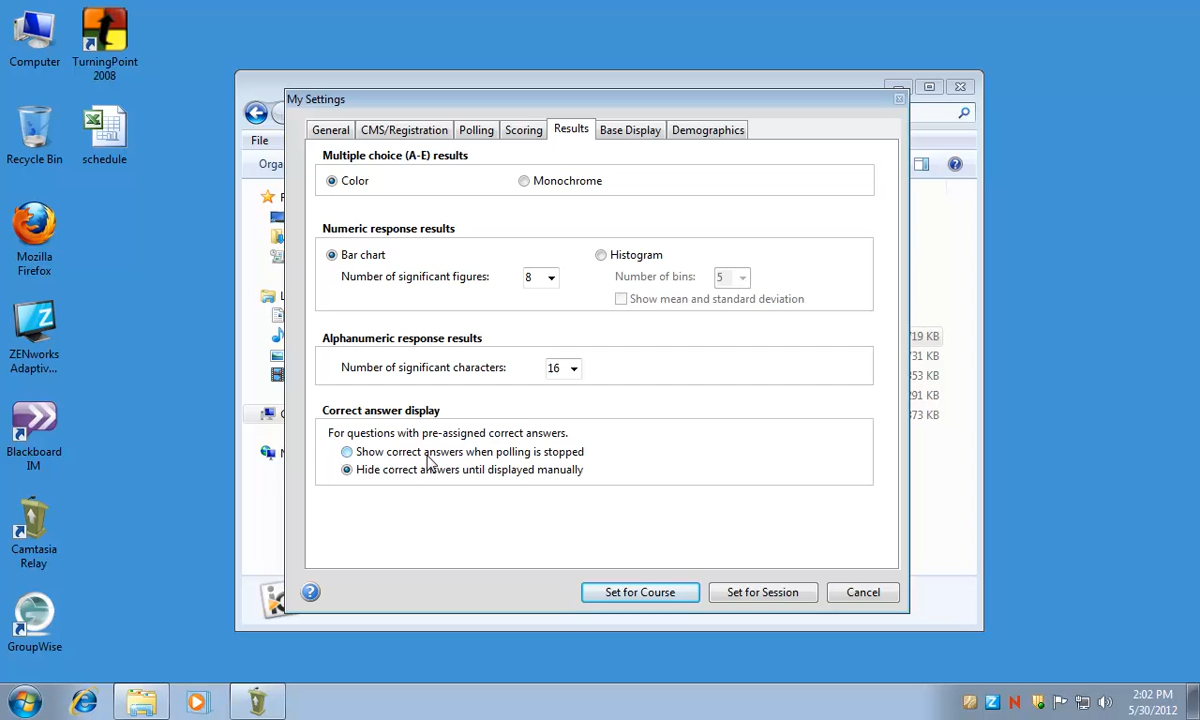 Computer
TurningPoint
2008
Recycle Bin
schedule
Mozilla
Firefox
ZENworks
Adaptiv...
Blackboard
IM
Camtasia
Relay
GroupWise
File
Orga
My Settings
General
CMS/Registration
Polling
Scoring
Results
Base Display
Demographics
Multiple choice (A-E) results
Color
Monochrome
Numeric response results
Bar chart
Histogram
Number of significant figures:
8
Number of bins:
5
Show mean and standard deviation
Alphanumeric response results
Number of significant characters:
16
Correct answer display
For questions with pre-assigned correct answers.
Show correct answers when polling is stopped
Hide correct answers until displayed manually
Set for Course
Set for Session
Cancel
?
719 KB
731 KB
353 KB
291 KB
373 KB
2:02 PM
5/30/2012